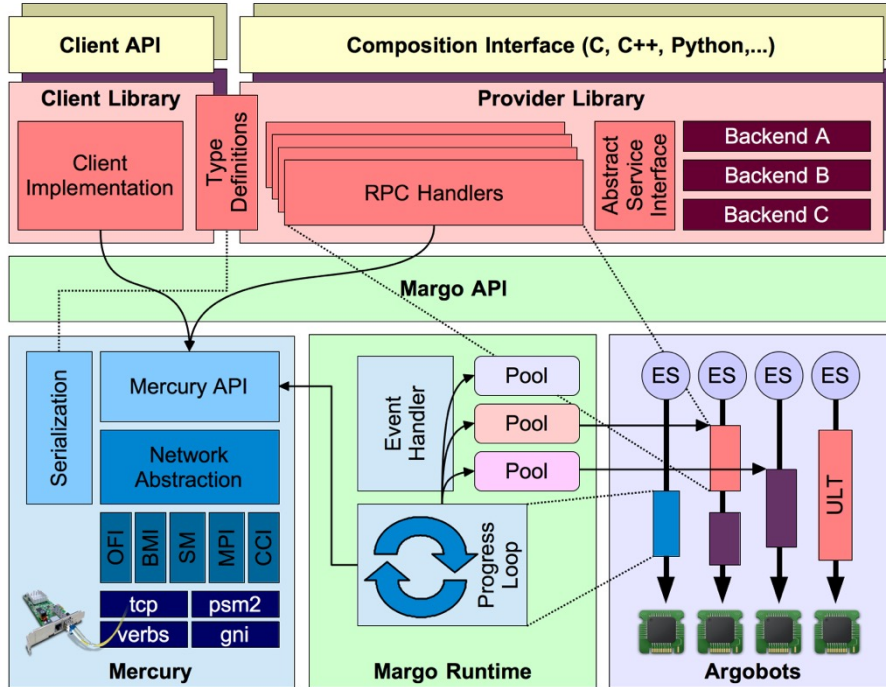 Client API
Composition Interface (C, C++, Python,...)
Client Library
Provider Library
Client
Implementation
Type
Definitions
RPC Handlers
Abstract
Service
Interface
Backend A
Backend B
Backend C
Margo API
Serialization
Mercury API
Network
Abstraction
OFI
BMI
SM
MPI
CCI
tcp
psm2
verbs
gni
Mercury
Event
Handler
Pool
Pool
Pool
Progress
Loop
Margo Runtime
ES
ES
ES
ES
ULT
Argobots